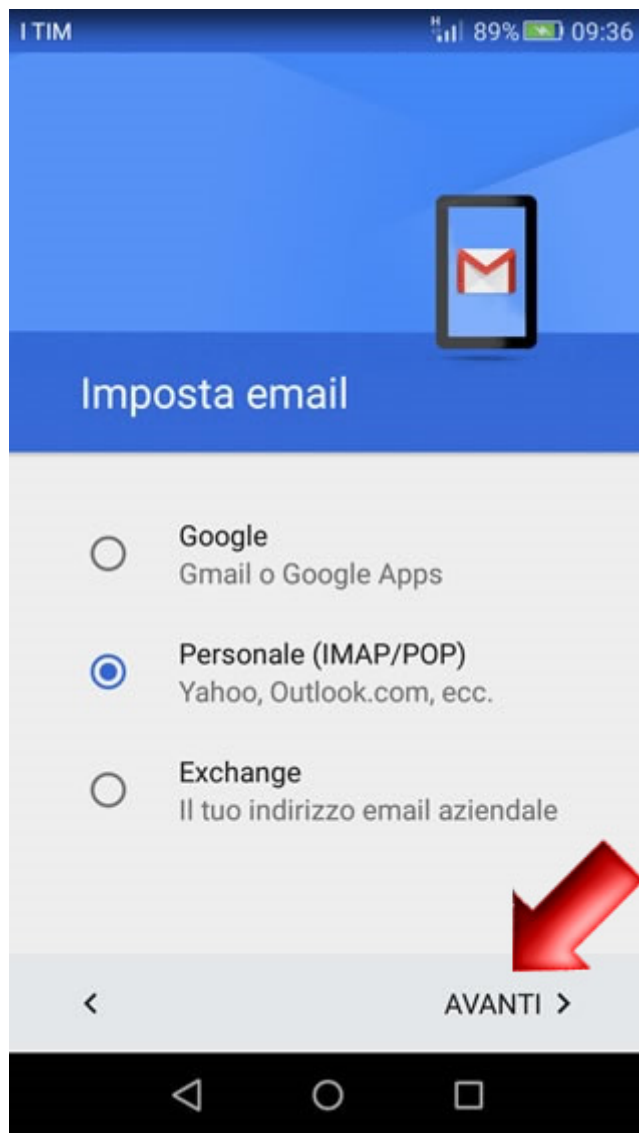 I TIM
H 89% 09:36
Imposta email
Google
Gmail o Google Apps
Personale (IMAP/POP)
Yahoo, Outlook.com, ecc.
Exchange
Il tuo indirizzo email aziendale
AVANTI